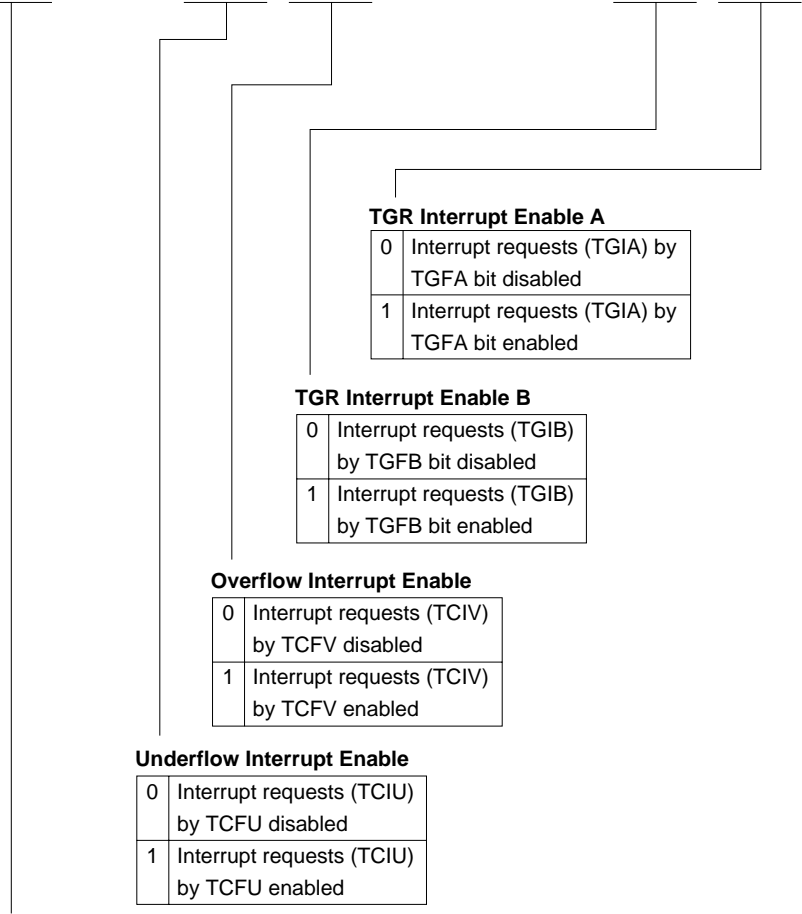 TGR Interrupt Enable A
0 Interrupt requests (TGIA) by
TGFA bit disabled
1 Interrupt requests (TGIA) by
TGFA bit enabled
TGR Interrupt Enable B
0 Interrupt requests (TGIB)
by TGFB bit disabled
1 Interrupt requests (TGIB)
by TGFB bit enabled
Overflow Interrupt Enable
0 Interrupt requests (TCIV)
by TCFV disabled
1 Interrupt requests (TCIV)
by TCFV enabled
Underflow Interrupt Enable
0 Interrupt requests (TCIU)
by TCFU disabled
1 Interrupt requests (TCIU)
by TCFU enabled